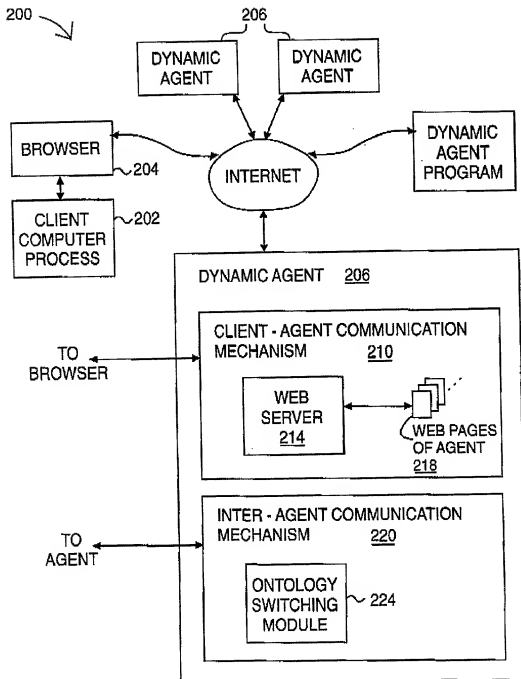 200
206
DYNAMIC
AGENT
DYNAMIC
AGENT
BROWSER
204
INTERNET
DYNAMIC
AGENT
PROGRAM
CLIENT
COMPUTER
PROCESS
202
DYNAMIC AGENT 206
TO
BROWSER
CLIENT - AGENT COMMUNICATION
MECHANISM 210
WEB
SERVER
214
WEB PAGES
OF AGENT
218
TO
AGENT
INTER - AGENT COMMUNICATION
MECHANISM 220
ONTOLOGY
SWITCHING
MODULE
224